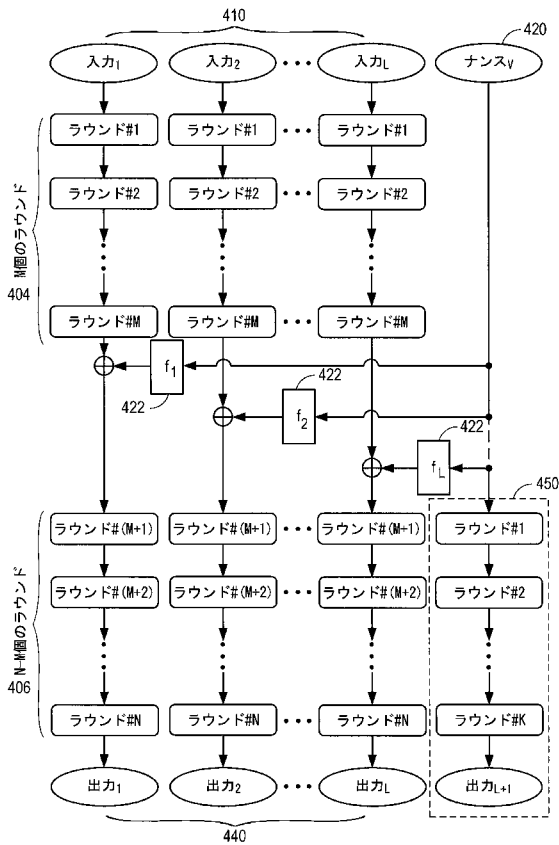 410
420
入力1
入力2
入力L
ナンスV
ラウンド#1
ラウンド#1
ラウンド#1
ラウンド#2
ラウンド#2
ラウンド#2
M個のラウンド
404
ラウンド#M
ラウンド#M
ラウンド#M
f1
422
422
f2
422
fL
450
ラウンド#(M+1)
ラウンド#(M+1)
ラウンド#(M+1)
ラウンド#1
ラウンド#(M+2)
ラウンド#(M+2)
ラウンド#(M+2)
ラウンド#2
N-M個のラウンド
406
ラウンド#N
ラウンド#N
ラウンド#N
ラウンド#K
出力1
出力2
出力L
出力L+1
440